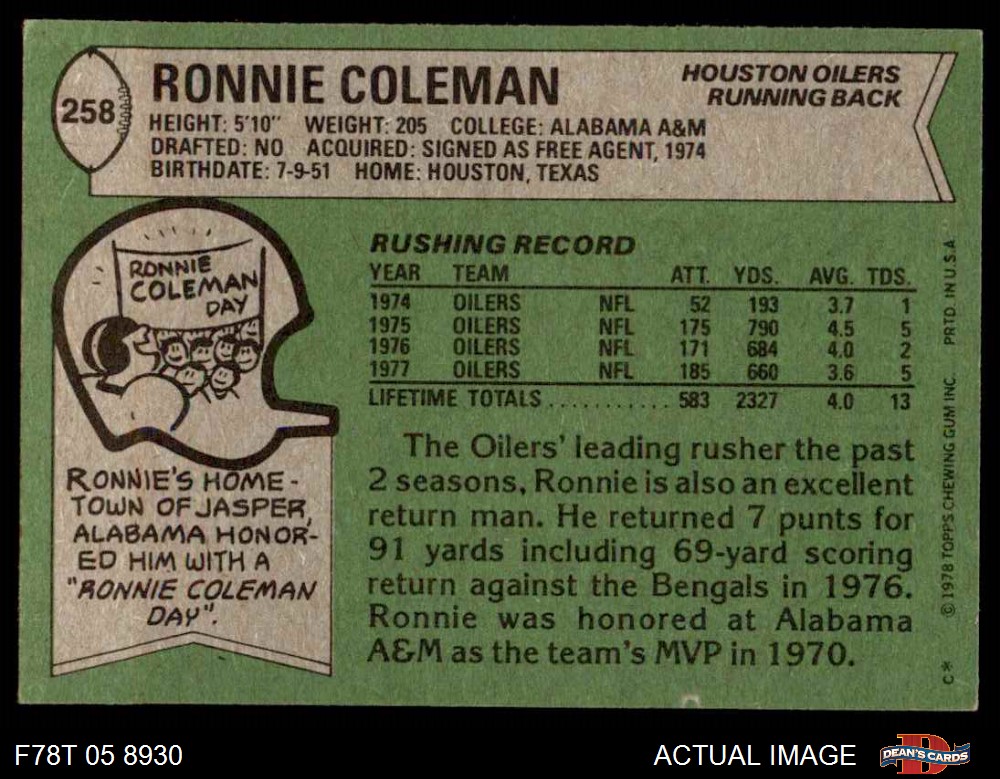 258
RONNIE COLEMAN
HOUSTON OILERS
RUNNING BACK
HEIGHT: 5'10" WEIGHT: 205 COLLEGE: ALABAMA A&M
DRAFTED: NO ACQUIRED: SIGNED AS FREE AGENT, 1974
BIRTHDATE: 7-9-51 HOME: HOUSTON, TEXAS
RONNIE
COLEMAN
DAY
RONNIE'S HOME-
TOWN OF JASPER,
ALABAMA HONOR-
ED HIM WITH A
"RONNIE COLEMAN
DAY".
RUSHING RECORD
YEAR TEAM ATT. YDS. AVG. TDS.
1974 OILERS NFL 52 193 3.7 1
1975 OILERS NFL 175 790 4.5 5
1976 OILERS NFL 171 684 4.0 2
1977 OILERS NFL 185 660 3.6 5
LIFETIME TOTALS ........... 583 2327 4.0 13
The Oilers' leading rusher the past
2 seasons, Ronnie is also an excellent
return man. He returned 7 punts for
91 yards including 69-yard scoring
return against the Bengals in 1976.
Ronnie was honored at Alabama
A&M as the team's MVP in 1970.
C* © 1978 TOPPS CHEWING GUM INC. PRTD. IN U.S.A
F78T 05 8930
ACTUAL IMAGE
DEAN'S CARDS